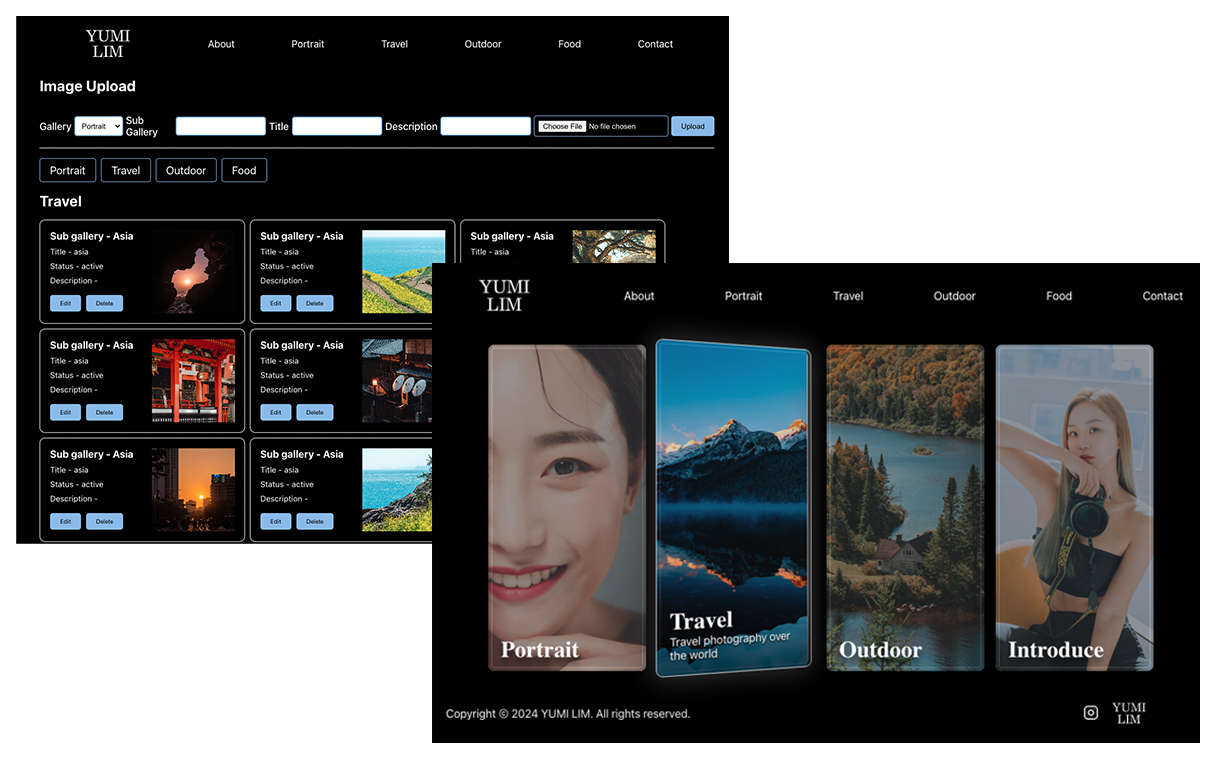 YUMI
LIM
About Portrait Travel Outdoor Food Contact
Image Upload
Gallery Portrait Sub Gallery Title Description Choose File No file chosen Upload
Portrait Travel Outdoor Food
Travel
Sub gallery - Asia
Title - asia
Status - active
Description -
Edit Delete
Sub gallery - Asia
Title - asia
Status - active
Description -
Edit Delete
Sub gallery - Asia
Title - asia
Sub gallery - Asia
Title - asia
Status - active
Description -
Edit Delete
Sub gallery - Asia
Title - asia
Status - active
Description -
Edit Delete
Sub gallery - Asia
Title - asia
Status - active
Description -
Edit Delete
Sub gallery - Asia
Title - asia
Status - active
Description -
Edit Delete
YUMI
LIM
About Portrait Travel Outdoor Food Contact
Portrait
Travel
Travel photography over
the world
Outdoor
Introduce
Copyright © 2024 YUMI LIM. All rights reserved.
YUMI
LIM